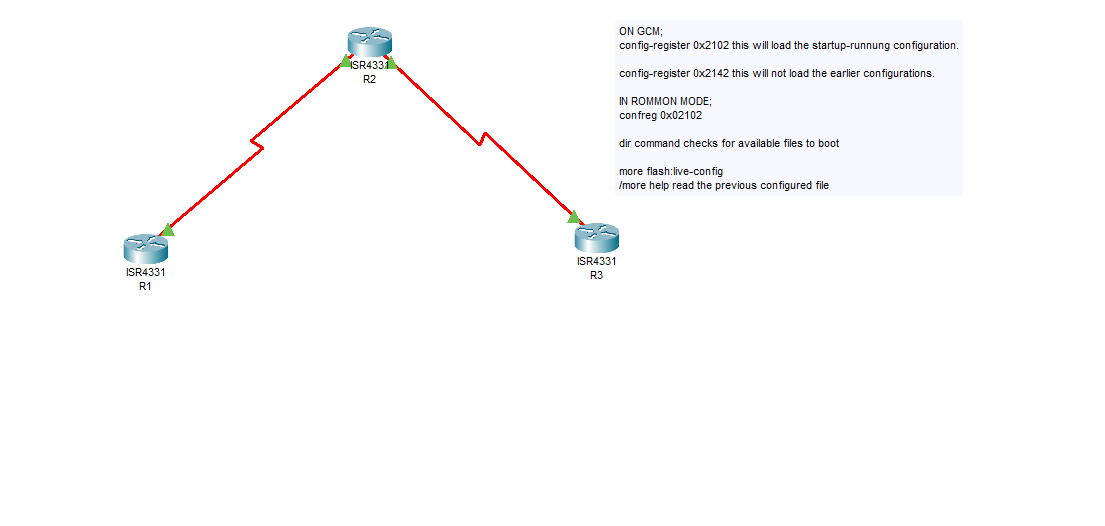 ISR4331
R2
ISR4331
R1
ISR4331
R3
ON GCM;
config-register 0x2102 this will load the startup-runnung configuration.
config-register 0x2142 this will not load the earlier configurations.
IN ROMMON MODE;
confreg 0x02102
dir command checks for available files to boot
more flash:live-config
/more help read the previous configured file